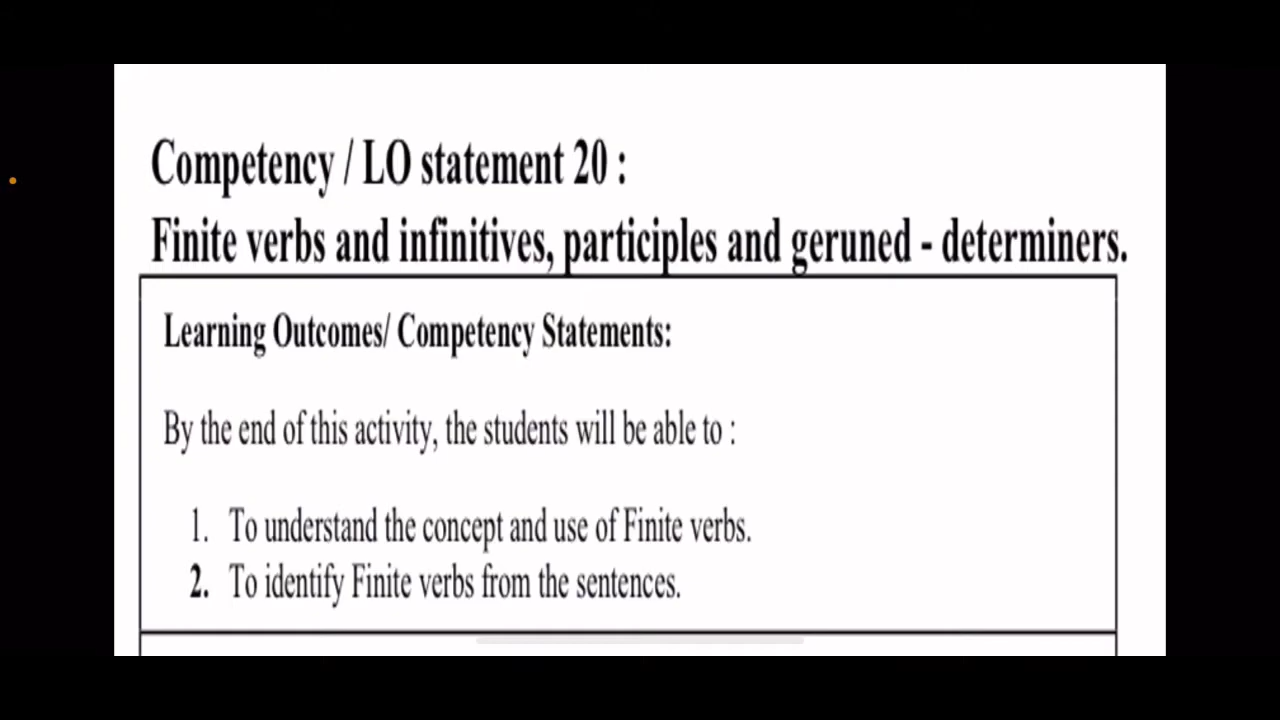 Competency / LO statement 20 :
Finite verbs and infinitives, participles and geruned - determiners.
Learning Outcomes/ Competency Statements:
By the end of this activity, the students will be able to :
1. To understand the concept and use of Finite verbs.
2. To identify Finite verbs from the sentences.